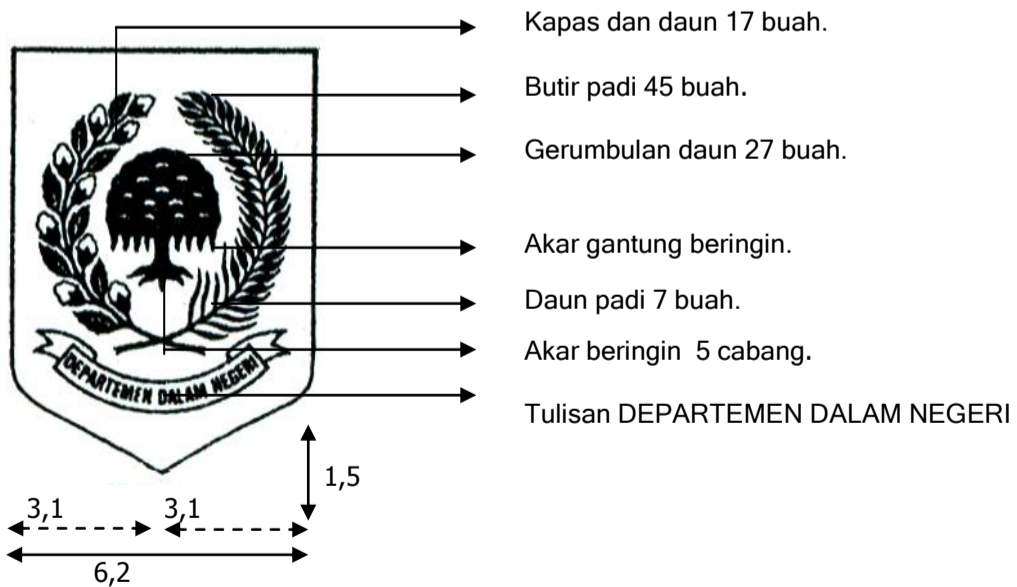 Kapas dan daun 17 buah.
Butir padi 45 buah.
Gerumbulan daun 27 buah.
Akar gantung beringin.
Daun padi 7 buah.
Akar beringin 5 cabang.
Tulisan DEPARTEMEN DALAM NEGERI
DEPARTEMEN DALAM NEGERI
1,5
3,1 3,1
6,2